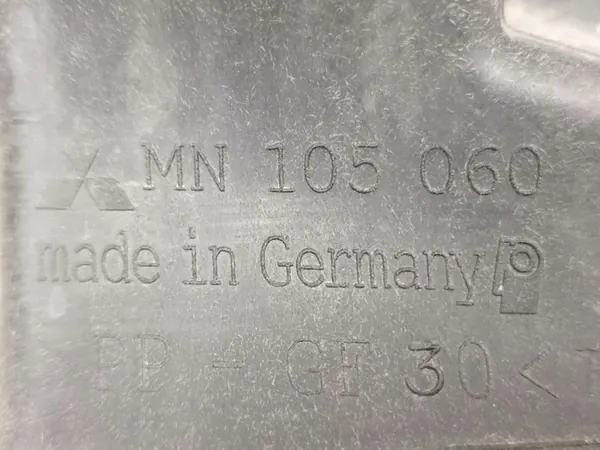 MN 105 060
made in Germany
PP - GF 30 <